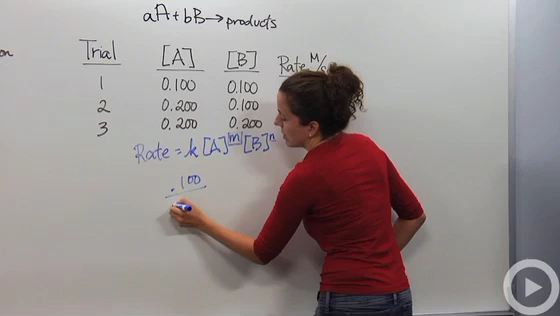 aA + bB → products
Trial [A] [B] Rate M/s
1 0.100 0.100
2 0.200 0.100
3 0.200 0.200
Rate = k [A]^m [B]^n
.100